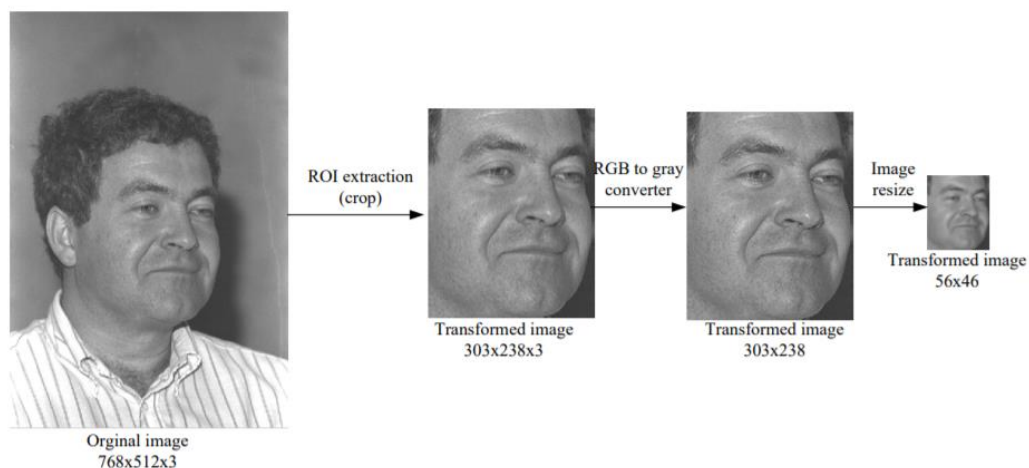 ROI extraction
(crop)
RGB to gray
converter
Image
resize
Transformed image
56x46
Transformed image
303x238x3
Transformed image
303x238
Orginal image
768x512x3